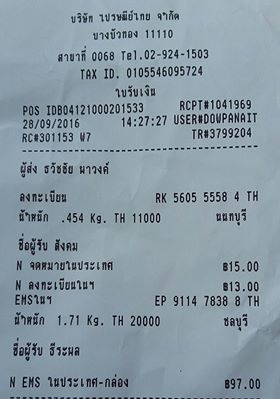 บริษัท ไปรษณีย์ไทย จำกัด
บางบัวทอง 11110
สาขาที่ 0068 Tel.02-924-1503
TAX ID. 0105546095724
ใบรับเงิน
POS IDB04121000201533 RCPT#1041969
28/09/2016 14:27:27 USER#DOWPANAIT
RC#301153 W7 TR#3799204
ผู้ส่ง ธวัชชัย นาวงค์
ลงทะเบียน RK 5605 5558 4 TH
น้ำหนัก .454 Kg. TH 11000 นนทบุรี
ชื่อผู้รับ สังคม
N จดหมายในประเทศ ฿15.00
N ลงทะเบียนในฯ ฿13.00
EMSในฯ EP 9114 7838 8 TH
น้ำหนัก 1.71 Kg. TH 20000 ชลบุรี
ชื่อผู้รับ ธีระผล
N EMS ในประเทศ-กล่อง ฿97.00